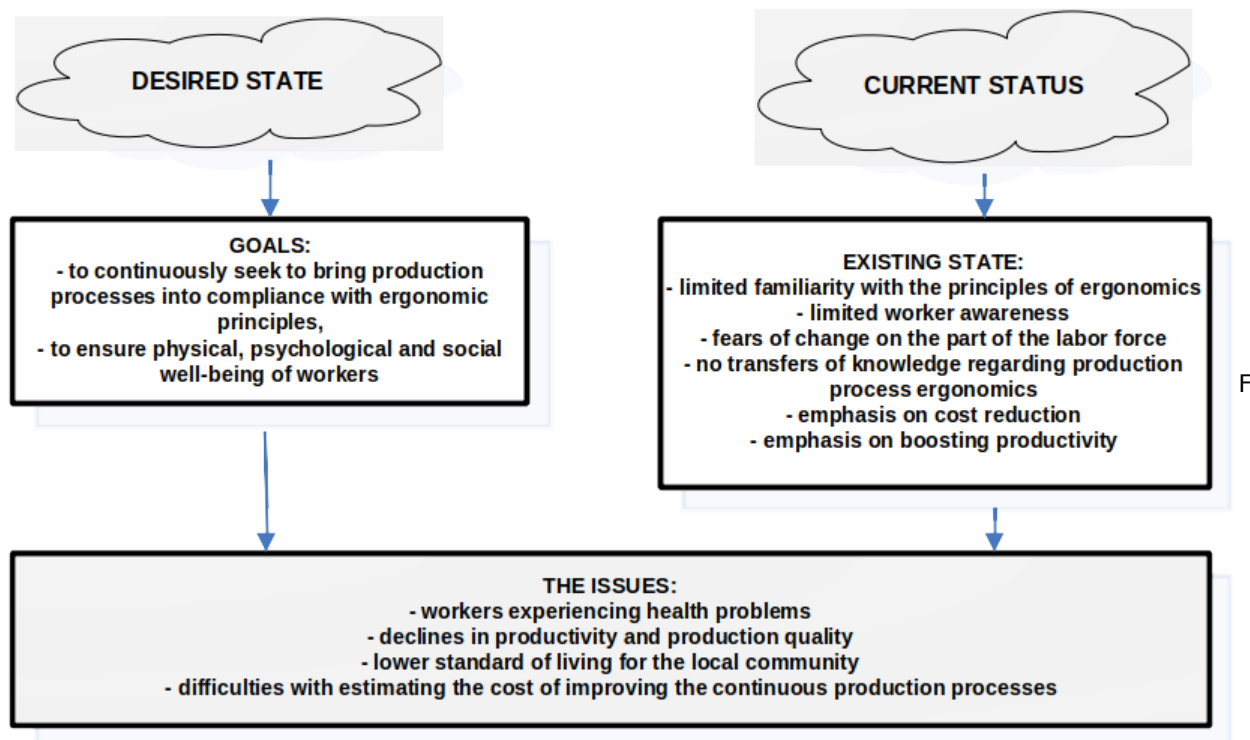 DESIRED STATE
CURRENT STATUS
GOALS:
- to continuously seek to bring production
processes into compliance with ergonomic
principles,
- to ensure physical, psychological and social
well-being of workers
EXISTING STATE:
- limited familiarity with the principles of ergonomics
- limited worker awareness
- fears of change on the part of the labor force
- no transfers of knowledge regarding production
process ergonomics
- emphasis on cost reduction
- emphasis on boosting productivity
F
THE ISSUES:
- workers experiencing health problems
- declines in productivity and production quality
- lower standard of living for the local community
- difficulties with estimating the cost of improving the continuous production processes